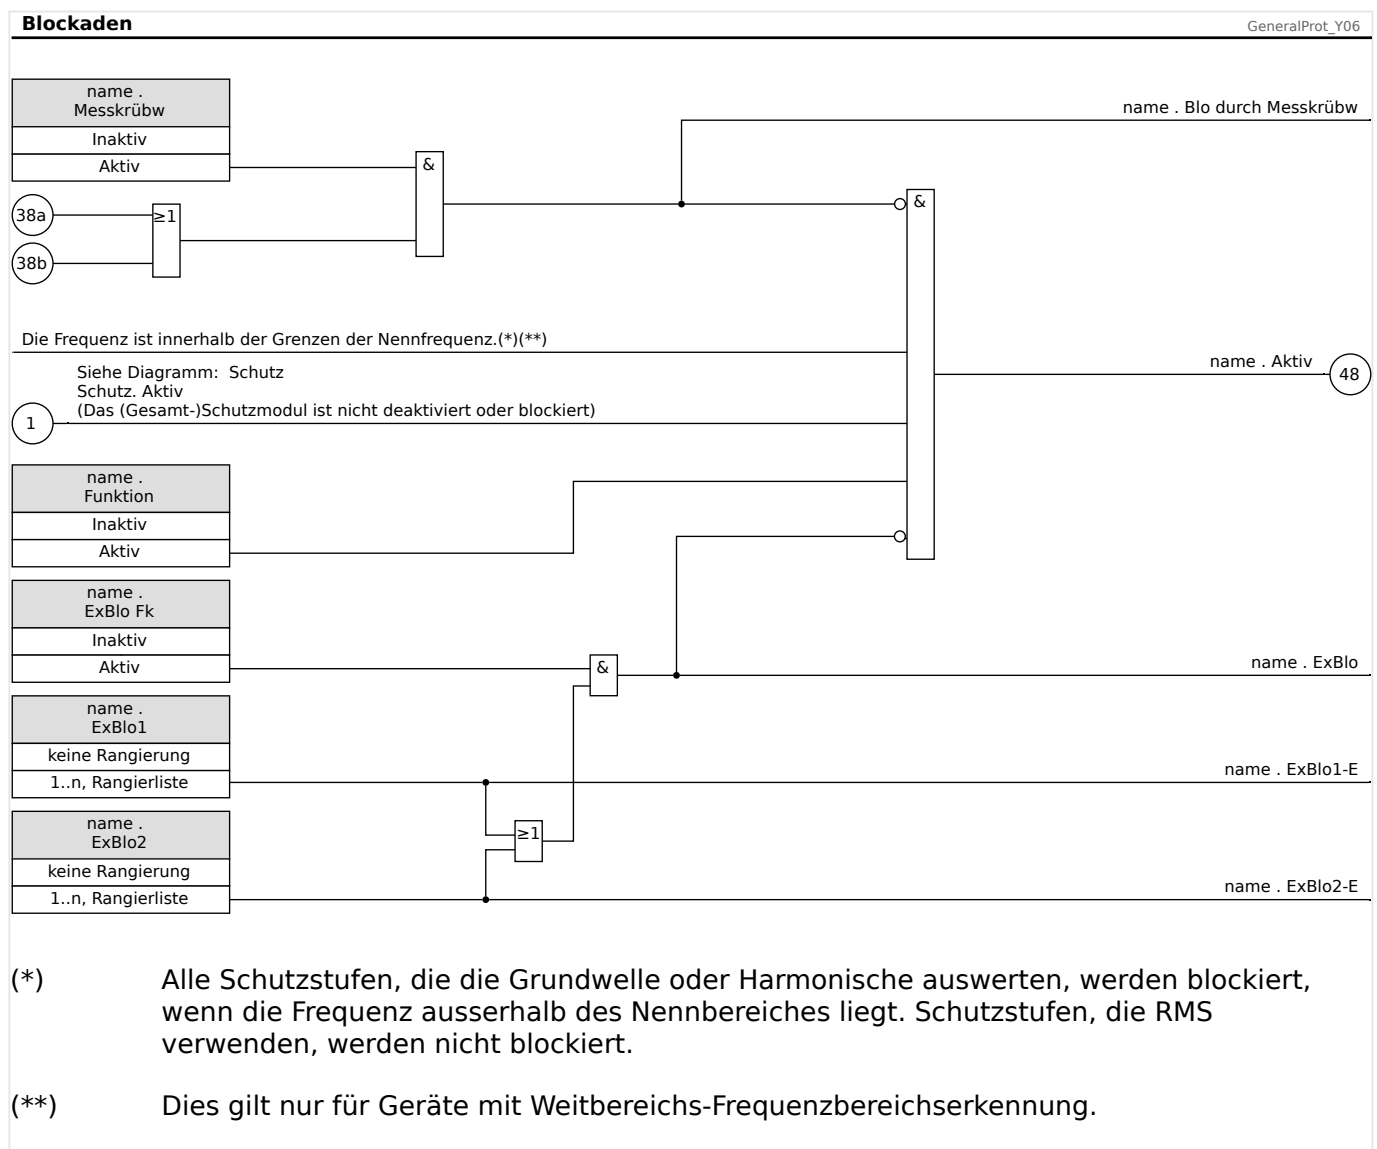 Blockaden
GeneralProt_Y06
name .
Messkrübw
Inaktiv
Aktiv
name . Blo durch Messkrübw
&
&
38a
≥1
38b
Die Frequenz ist innerhalb der Grenzen der Nennfrequenz.(*)(**)
Siehe Diagramm: Schutz
Schutz. Aktiv
(Das (Gesamt-)Schutzmodul ist nicht deaktiviert oder blockiert)
1
name . Aktiv
48
name .
Funktion
Inaktiv
Aktiv
name .
ExBlo Fk
Inaktiv
Aktiv
&
name . ExBlo
name .
ExBlo1
keine Rangierung
1..n, Rangierliste
name . ExBlo1-E
≥1
name .
ExBlo2
keine Rangierung
1..n, Rangierliste
name . ExBlo2-E
(*) Alle Schutzstufen, die die Grundwelle oder Harmonische auswerten, werden blockiert,
wenn die Frequenz ausserhalb des Nennbereiches liegt. Schutzstufen, die RMS
verwenden, werden nicht blockiert.
(**) Dies gilt nur für Geräte mit Weitbereichs-Frequenzbereichserkennung.